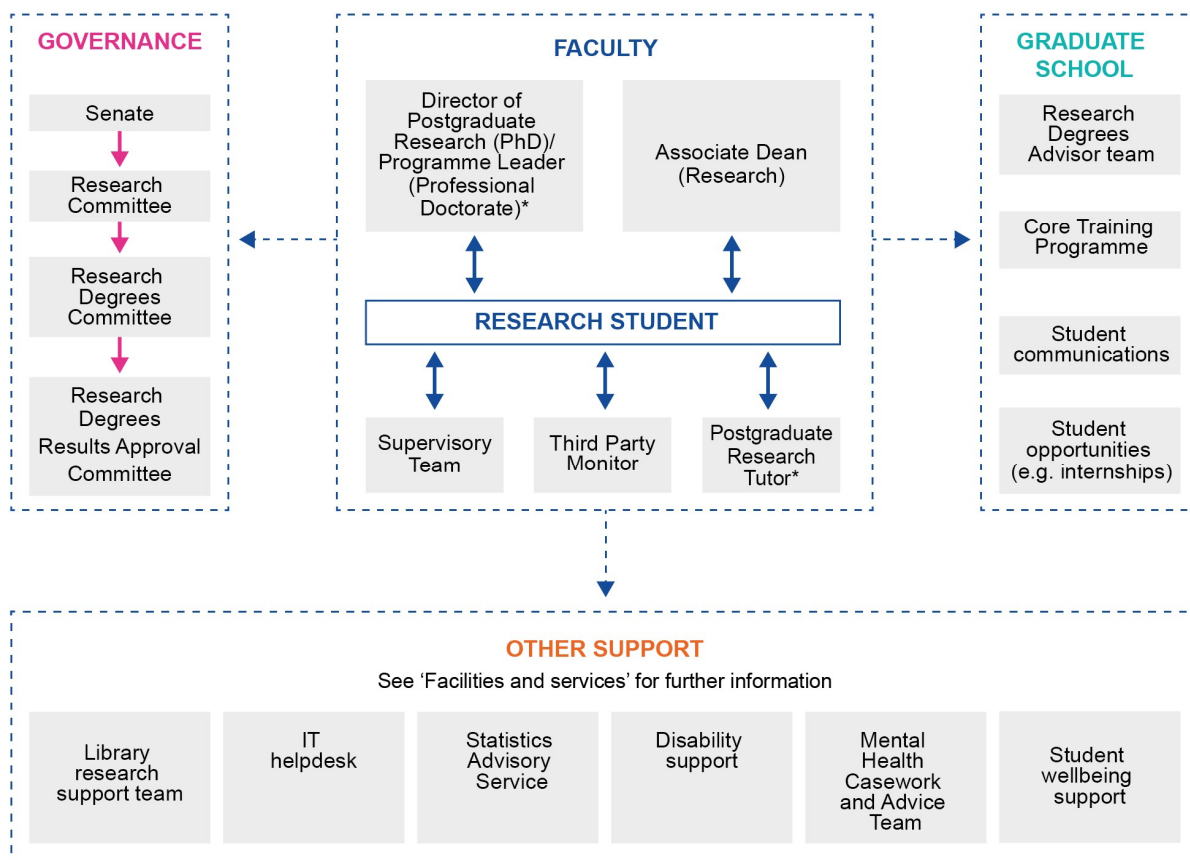 GOVERNANCE
Senate
Research
Committee
Research
Degrees
Committee
Research
Degrees
Results Approval
Committee
FACULTY
Director of
Postgraduate
Research (PhD)/
Programme Leader
(Professional
Doctorate)*
Associate Dean
(Research)
RESEARCH STUDENT
Supervisory
Team
Third Party
Monitor
Postgraduate
Research
Tutor*
GRADUATE
SCHOOL
Research
Degrees
Advisor team
Core Training
Programme
Student
communications
Student
opportunities
(e.g. internships)
OTHER SUPPORT
See ‘Facilities and services’ for further information
Library
research
support team
IT
helpdesk
Statistics
Advisory
Service
Disability
support
Mental
Health
Casework
and Advice
Team
Student
wellbeing
support